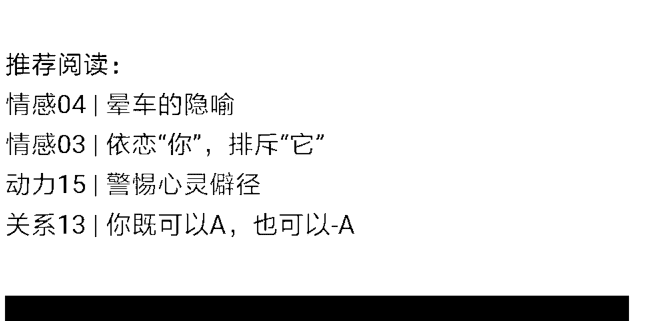 推荐阅读：
情感04 | 晕车的隐喻
情感03 | 依恋“你”，排斥“它”
动力15 | 警惕心灵僻径
关系13 | 你既可以A，也可以-A